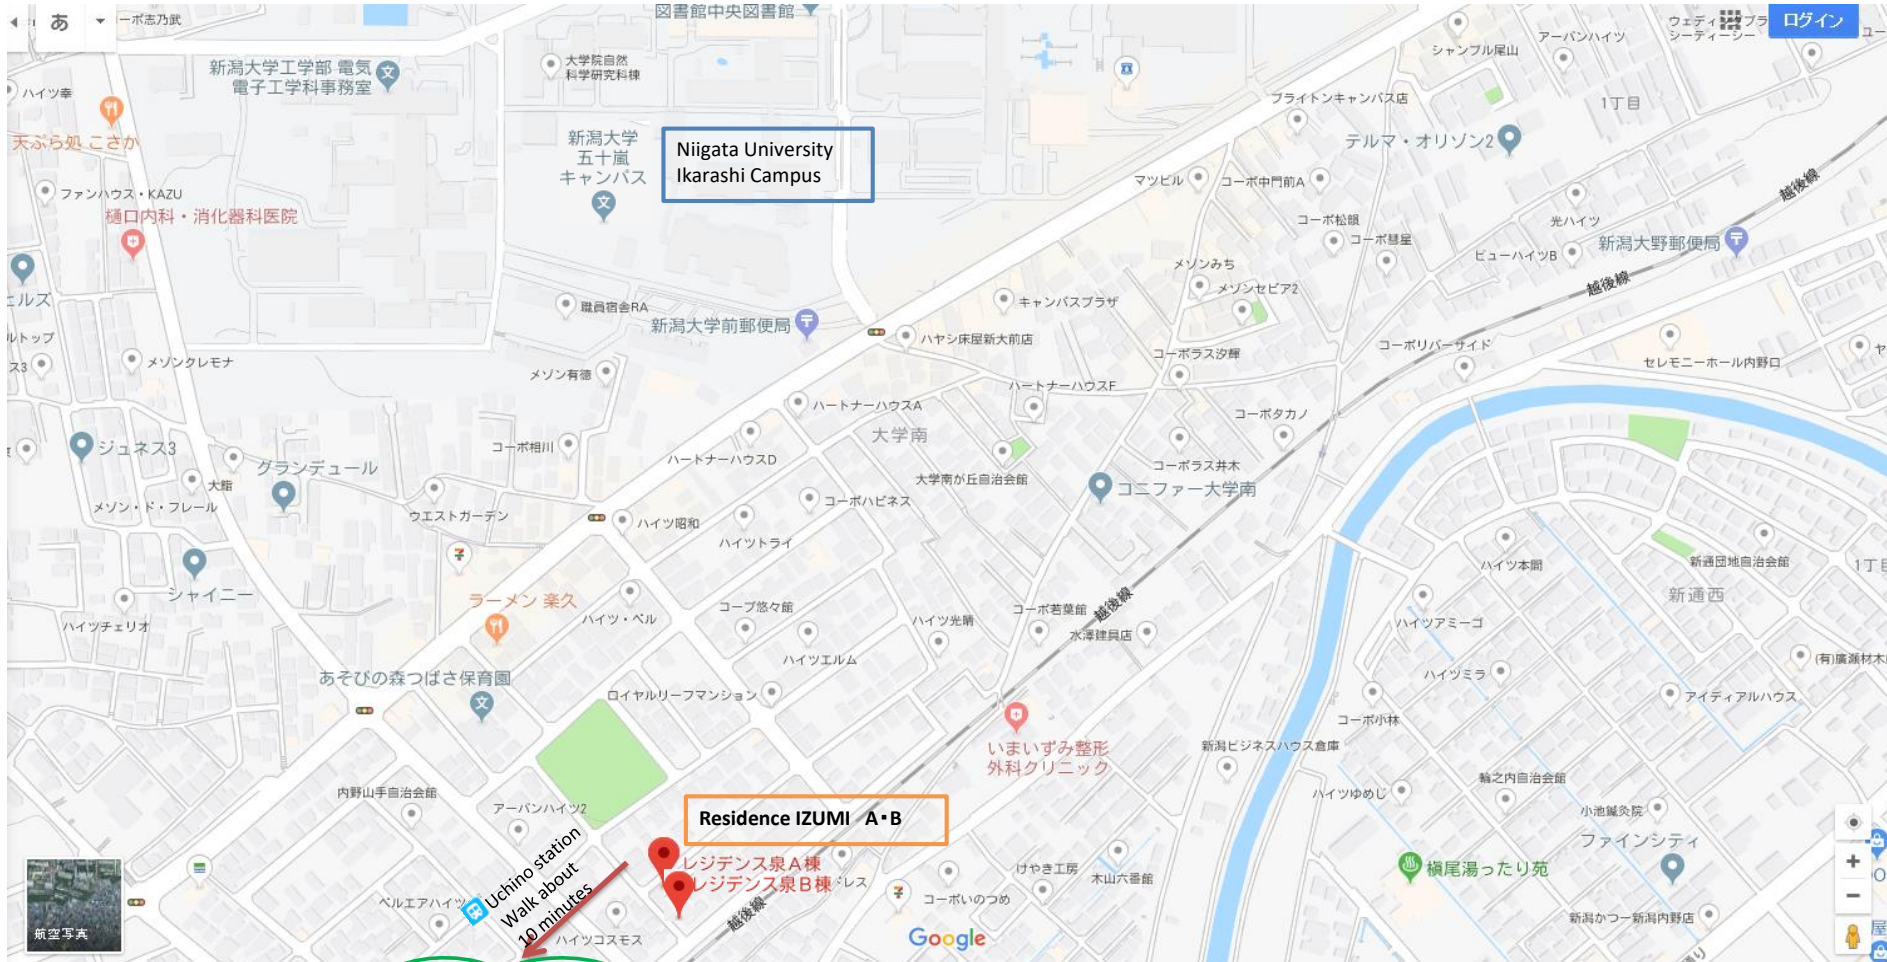 あ
ーポ志乃武
図書館中央図書館
ログイン
ウェディ
シーティーシー
アーバンハイツ
シャンブル尾山
ハイツ幸
新潟大学工学部 電気
電子工学科事務室
大学院自然
科学研究科棟
1丁目
ブライトンキャンパス店
天ぷら処 こさか
新潟大学
五十嵐
キャンパス
Niigata University
Ikarashi Campus
テルマ・オリゾン2
ファンハウス・KAZU
マツビル
コーポ中門前A
越後線
樋口内科・消化器科医院
コーポ松韻
光ハイツ
コーポ彗星
新潟大野郵便局
ビューハイツB
メゾンみち
メゾンセビア2
越後線
ェルズ
キャンパスプラザ
職員宿舎RA
新潟大学前郵便局
ハヤシ床屋新大前店
コーポラス汐輝
コーポリバーサイド
セレモニーホール内野口
ルトップ
ス3
メゾンクレモナ
メゾン有徳
ハートナーハウスF
ハートナーハウスA
大学南
コーポタカノ
ジュネス3
コーポ相川
ハートナーハウスD
グランデュール
コーポラス井木
大学南が丘自治会館
コニファー大学南
大鮨
メゾン・ド・フレール
コーポハピネス
ウエストガーデン
ハイツ昭和
ハイツトライ
新通団地自治会館
ハイツ本間
1丁目
シャイニー
新通西
ラーメン 楽久
ハイツ・ベル
コープ悠々館
ハイツ光晴
コーポ若葉館
越後線
水澤建具店
ハイツアミーゴ
ハイツチェリオ
ハイツエルム
(有)廣瀬材木
あそびの森つばさ保育園
ハイツミラ
ロイヤルリーフマンション
アイディアルハウス
コーポ小林
いまいずみ整形
外科クリニック
新潟ビジネスハウス倉庫
輪之内自治会館
内野山手自治会館
アーバンハイツ2
ハイツゆめじ
小池鍼灸院
Residence IZUMI A・B
ファインシティ
Uchino station
Walk about
10 minutes
レジデンス泉A棟
レジデンス泉B棟
ドレス
けやき工房
木山六番館
槇尾湯ったり苑
ベルエアハイツ
コーポいのつめ
越後線
新潟かつ一新潟内野店
ハイツコスモス
航空写真
Google
屋
通り